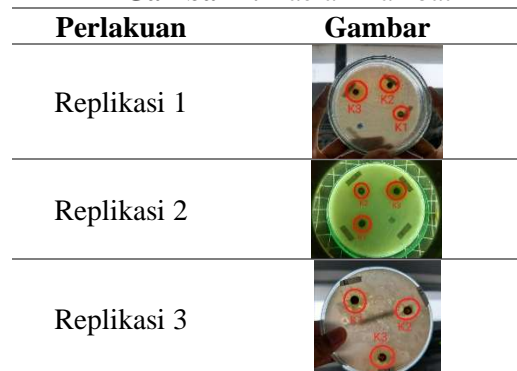 Perlakuan Gambar
Replikasi 1
K3 K2
K1
Replikasi 2
Replikasi 3
K2
K3